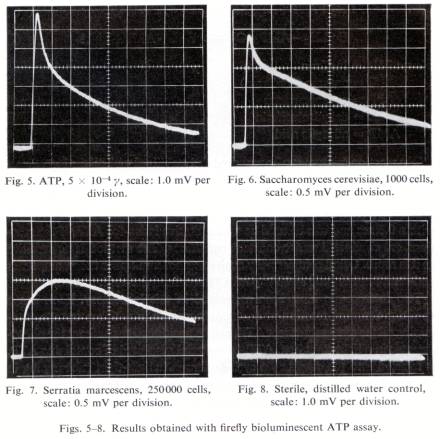 Fig. 5. ATP, 5 × 10⁻⁴ γ, scale: 1.0 mV per
division.
Fig. 6. Saccharomyces cerevisiae, 1000 cells,
scale: 0.5 mV per division.
Fig. 7. Serratia marcescens, 250000 cells,
scale: 0.5 mV per division.
Fig. 8. Sterile, distilled water control,
scale: 1.0 mV per division.
Figs. 5–8. Results obtained with firefly bioluminescent ATP assay.